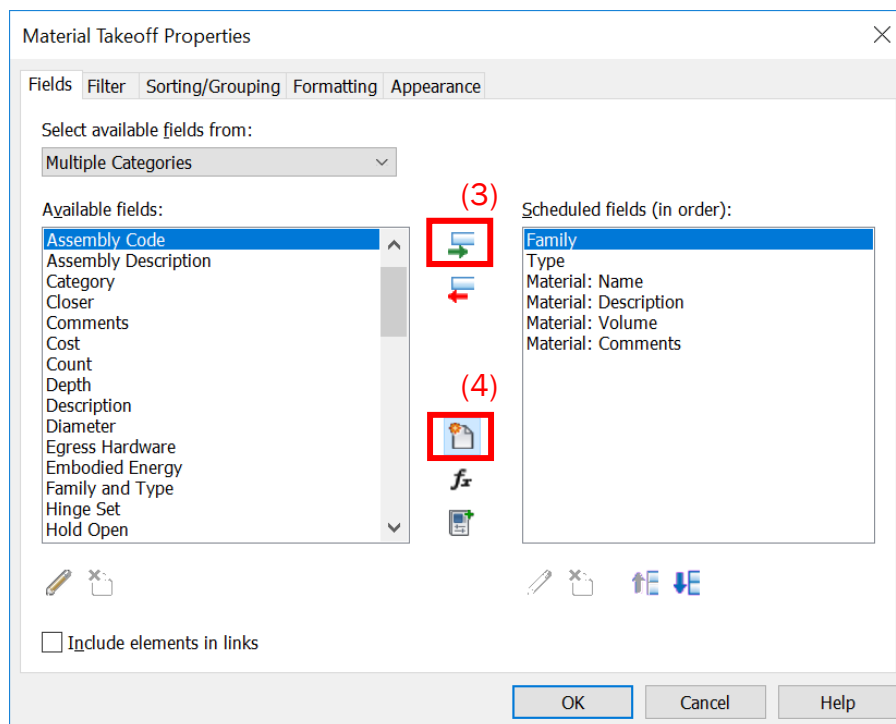 Material Takeoff Properties
Fields Filter Sorting/Grouping Formatting Appearance
Select available fields from:
Multiple Categories
(3)
Available fields:
Assembly Code
Assembly Description
Category
Closer
Comments
Cost
Count
Depth
Description
Diameter
Egress Hardware
Embodied Energy
Family and Type
Hinge Set
Hold Open
(4)
fx
Scheduled fields (in order):
Family
Type
Material: Name
Material: Description
Material: Volume
Material: Comments
Include elements in links
OK Cancel Help